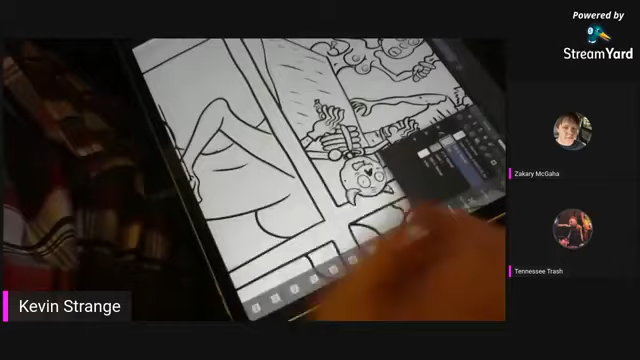 Powered by
StreamYard
Zakary McGaha
Tennessee Trash
Kevin Strange